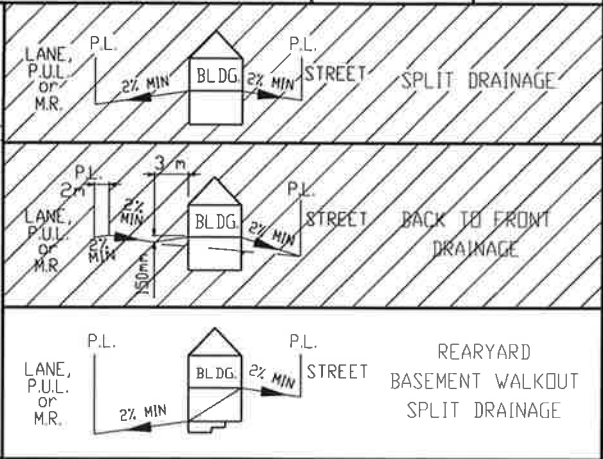 LANE,
P.U.L.
or
M.R.
P.L.
2% MIN
BLDG.
2% MIN
P.L.
STREET
SPLIT DRAINAGE
LANE,
P.U.L.
or
M.R.
P.L.
2m
2% MIN
2% MIN
3 m
150mm
BLDG.
2% MIN
P.L.
STREET
BACK TO FRONT
DRAINAGE
LANE,
P.U.L.
or
M.R.
P.L.
2% MIN
BLDG.
2% MIN
P.L.
STREET
REARYARD
BASEMENT WALKOUT
SPLIT DRAINAGE